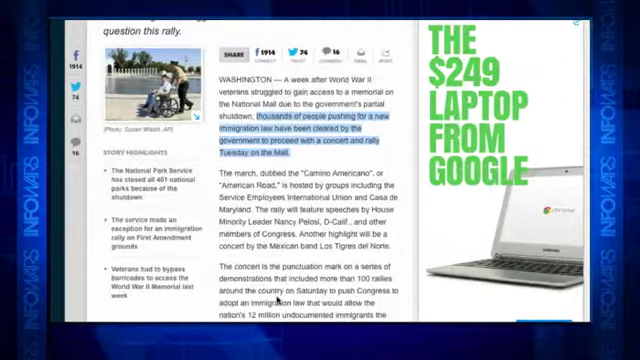 question this rally.
f
1914
74
16
(Photo: Susan Walsh, AP)
STORY HIGHLIGHTS
The National Park Service
has closed all 401 national
parks because of the
shutdown
The service made an
exception for an immigration
rally on First Amendment
grounds
Veterans had to bypass
barricades to access the
World War II Memorial last
week
SHARE
f 1914
CONNECT
74
TWEET
16
COMMENT
EMAIL
MORE
WASHINGTON — A week after World War II
veterans struggled to gain access to a memorial on
the National Mall due to the government's partial
shutdown, thousands of people pushing for a new
immigration law have been cleared by the
government to proceed with a concert and rally
Tuesday on the Mall.
The march, dubbed the "Camino Americano", or
"American Road," is hosted by groups including the
Service Employees International Union and Casa de
Maryland. The rally will feature speeches by House
Minority Leader Nancy Pelosi, D-Calif., and other
members of Congress. Another highlight will be a
concert by the Mexican band Los Tigres del Norte.
The concert is the punctuation mark on a series of
demonstrations that included more than 100 rallies
around the country on Saturday to push Congress to
adopt an immigration law that would allow the
nation's 12 million undocumented immigrants the
THE
$249
LAPTOP
FROM
GOOGLE
chrome
INFOWARS
INFOWARS
INFOWARS
INFOWARS